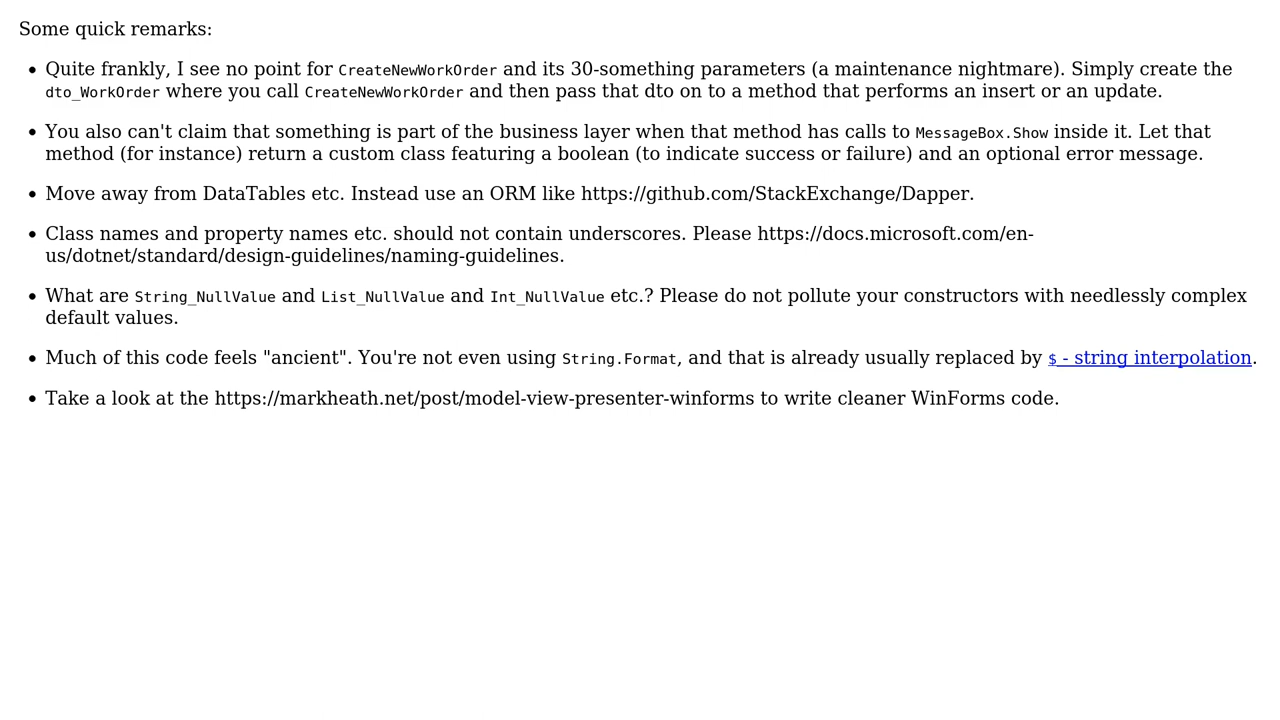 Some quick remarks:
• Quite frankly, I see no point for CreateNewWorkOrder and its 30-something parameters (a maintenance nightmare). Simply create the
dto_WorkOrder where you call CreateNewWorkOrder and then pass that dto on to a method that performs an insert or an update.
• You also can't claim that something is part of the business layer when that method has calls to MessageBox.Show inside it. Let that
method (for instance) return a custom class featuring a boolean (to indicate success or failure) and an optional error message.
• Move away from DataTables etc. Instead use an ORM like https://github.com/StackExchange/Dapper.
• Class names and property names etc. should not contain underscores. Please https://docs.microsoft.com/en-
us/dotnet/standard/design-guidelines/naming-guidelines.
• What are String_NullValue and List_NullValue and Int_NullValue etc.? Please do not pollute your constructors with needlessly complex
default values.
• Much of this code feels "ancient". You're not even using String.Format, and that is already usually replaced by $ - string interpolation.
• Take a look at the https://markheath.net/post/model-view-presenter-winforms to write cleaner WinForms code.